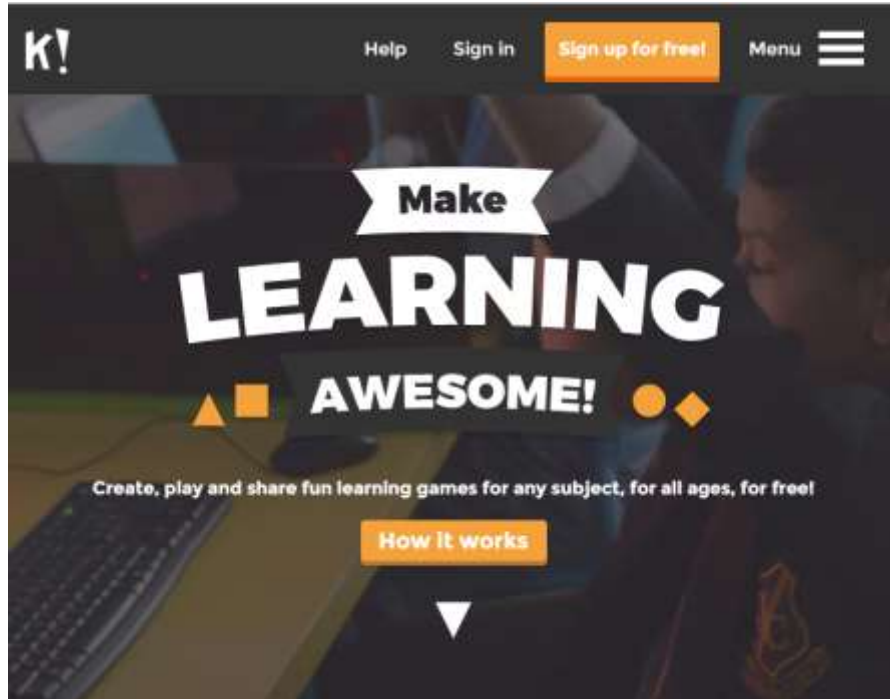 K!
Help Sign in Sign up for free! Menu
Make
LEARNING
AWESOME!
Create, play and share fun learning games for any subject, for all ages, for free!
How it works